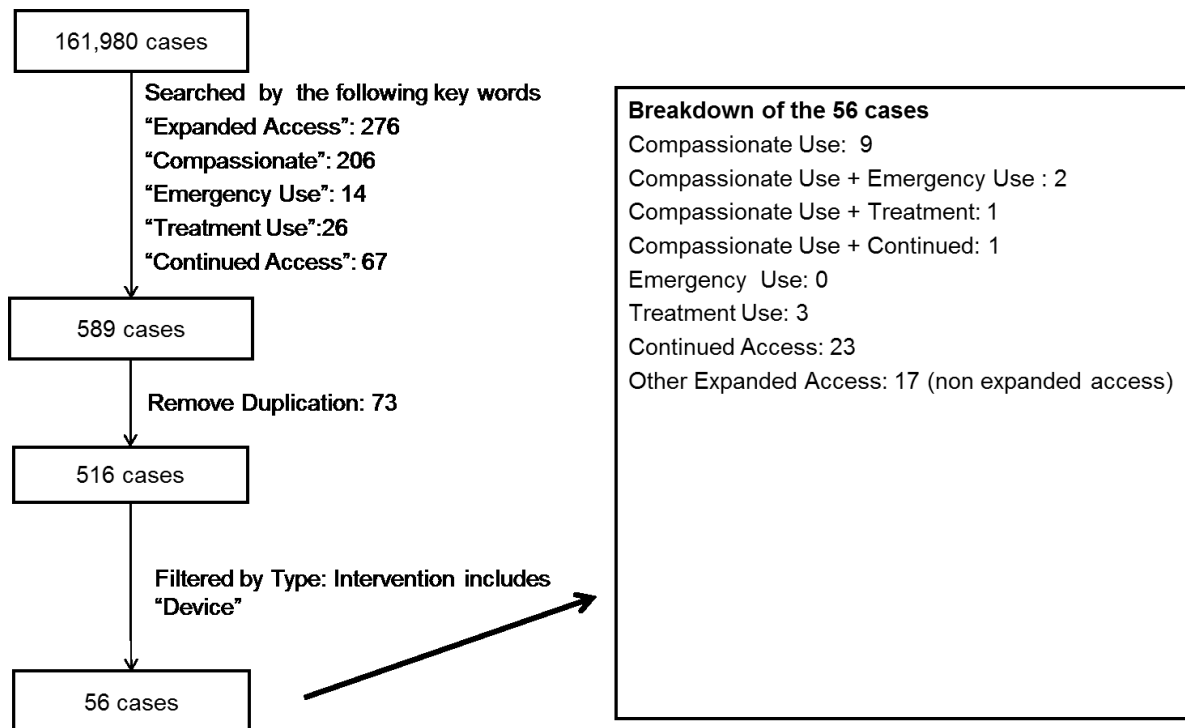 161,980 cases
Searched by the following key words
“Expanded Access”: 276
“Compassionate”: 206
“Emergency Use”: 14
“Treatment Use”:26
“Continued Access”: 67
589 cases
Remove Duplication: 73
516 cases
Filtered by Type: Intervention includes
“Device”
56 cases
Breakdown of the 56 cases
Compassionate Use: 9
Compassionate Use + Emergency Use : 2
Compassionate Use + Treatment: 1
Compassionate Use + Continued: 1
Emergency Use: 0
Treatment Use: 3
Continued Access: 23
Other Expanded Access: 17 (non expanded access)